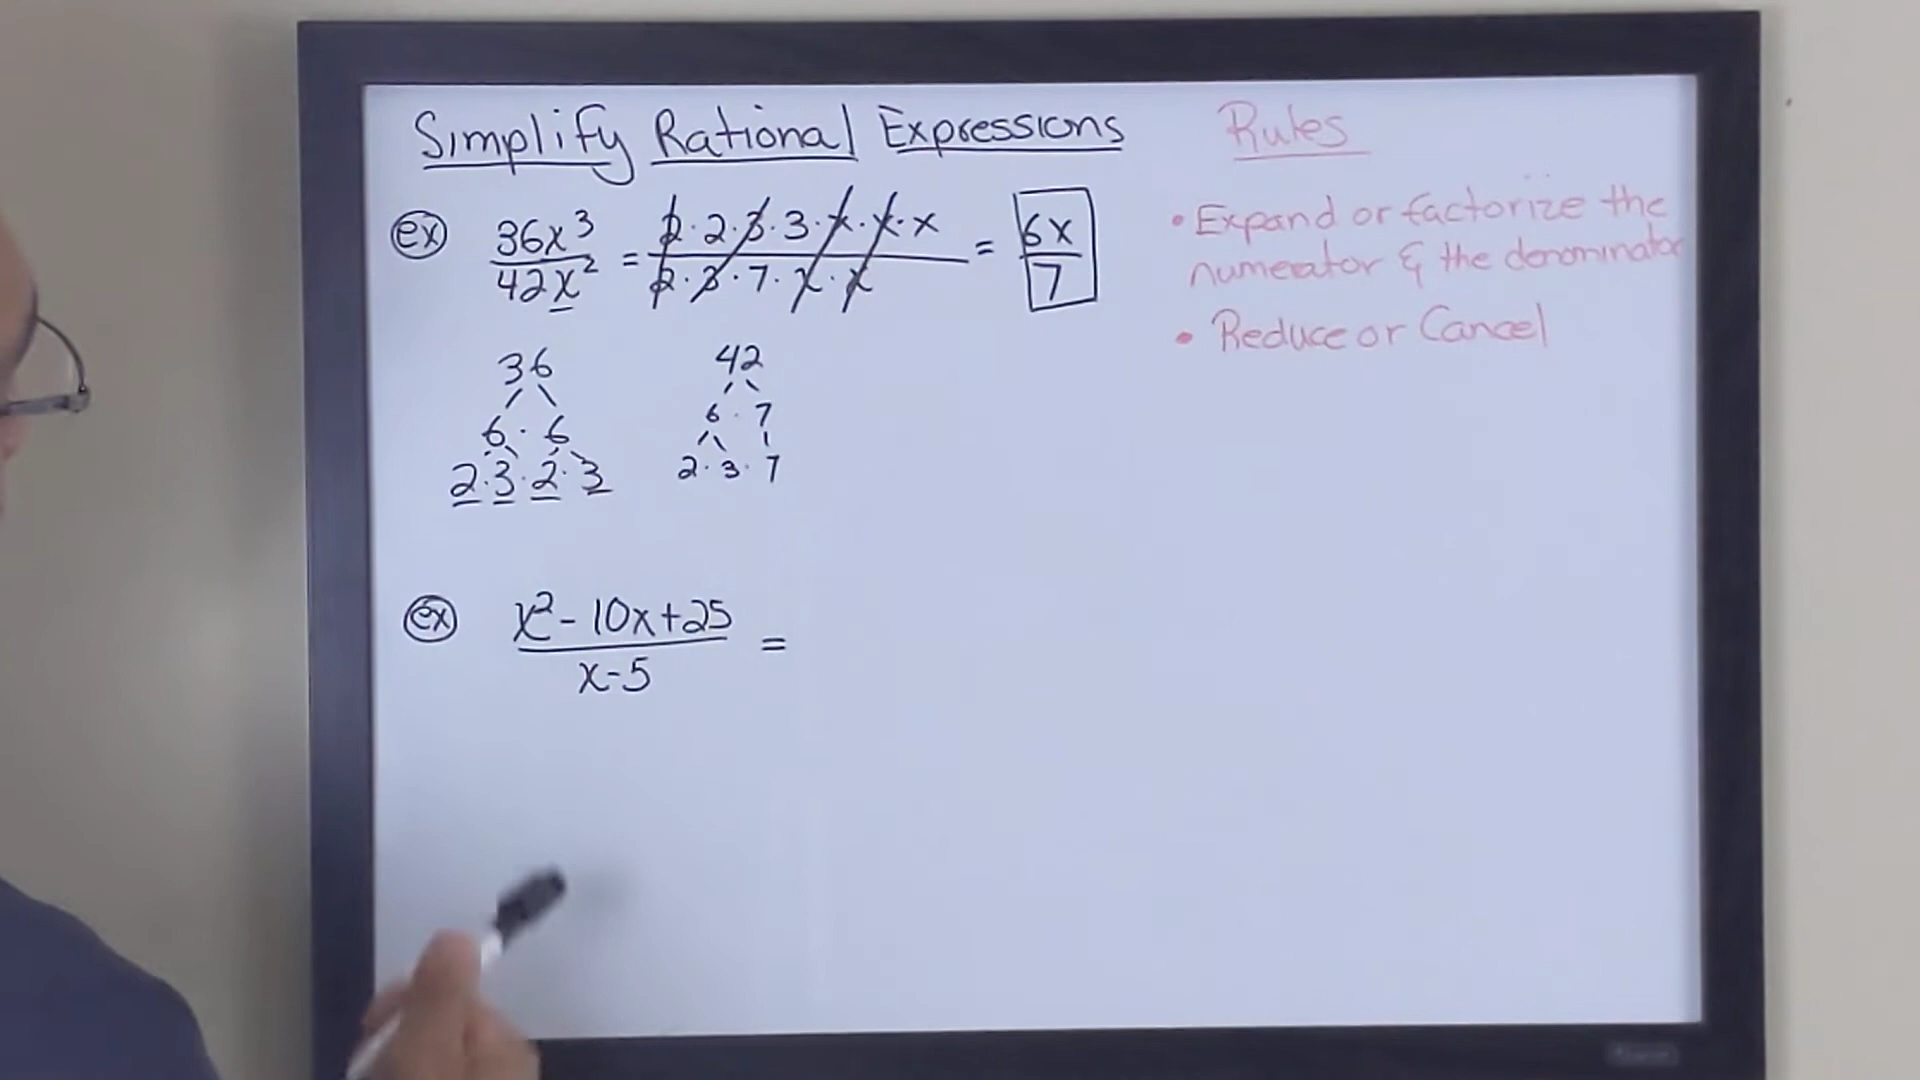 Simplify Rational Expressions
ex 36x³/42x² = 2·2·3·3·x·x·x/2·3·7·x·x = 6x/7
36
6·6
2·3·2·3
42
6·7
2·3·7
ex x²-10x+25/x-5 =
Rules
• Expand or factorize the
numerator & the denominator
• Reduce or Cancel